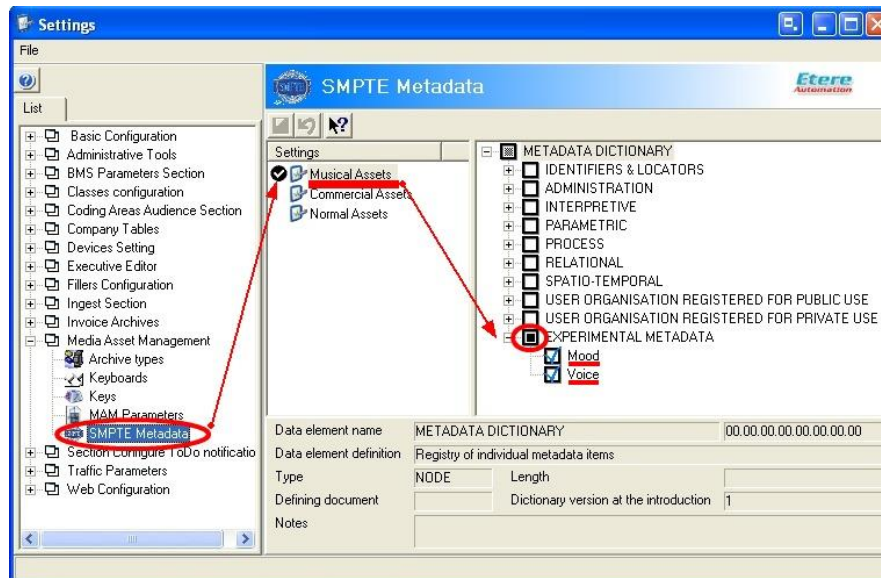 Settings
File
SMPTE Metadata
Etere
Automation
List
Basic Configuration
Administrative Tools
BMS Parameters Section
Classes configuration
Coding Areas Audience Section
Company Tables
Devices Setting
Executive Editor
Fillers Configuration
Ingest Section
Invoice Archives
Media Asset Management
Archive types
Keyboards
Keys
MAM Parameters
SMPTE Metadata
Section Configure ToDo notificatio
Traffic Parameters
Web Configuration
Settings
Musical Assets
Commercial Assets
Normal Assets
METADATA DICTIONARY
IDENTIFIERS & LOCATORS
ADMINISTRATION
INTERPRETIVE
PARAMETRIC
PROCESS
RELATIONAL
SPATIO-TEMPORAL
USER ORGANISATION REGISTERED FOR PUBLIC USE
USER ORGANISATION REGISTERED FOR PRIVATE USE
EXPERIMENTAL METADATA
Mood
Voice
Data element name METADATA DICTIONARY 00.00.00.00.00.00.00.00
Data element definition Registry of individual metadata items
Type NODE Length
Defining document Dictionary version at the introduction 1
Notes